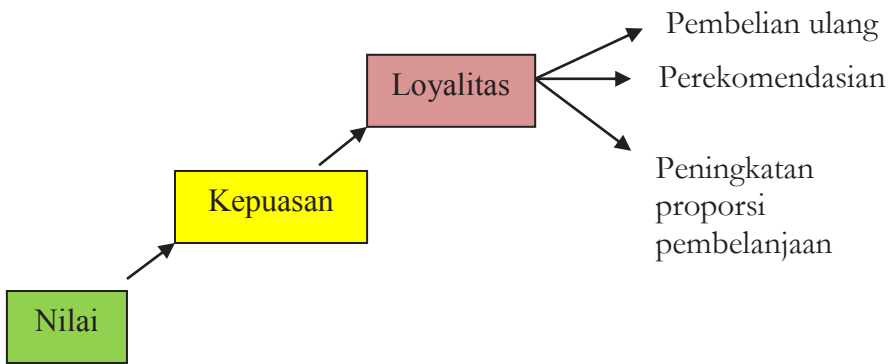 Pembelian ulang
Loyalitas
Perekomendasian
Kepuasan
Peningkatan
proporsi
pembelanjaan
Nilai